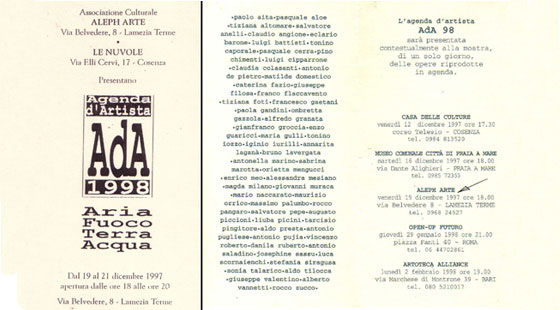 Associazione Culturale
ALEPH ARTE
Via Belvedere, 8 - Lamezia Terme
•
LE NUVOLE
Via F.lli Cervi, 17 - Cosenza
Presentano
Agenda
d'Artista
AdA
1998
Aria
Fuoco
Terra
Acqua
Dal 19 al 21 dicembre 1997
apertura dalle ore 18 alle ore 20
Via Belvedere, 8 - Lamezia Terme
•paolo aita•pasquale aloe
•tiziana altomare•salvatore
anelli•claudio angione•eclario
barone•luigi battisti•tonino
caporale•pasquale cerra•pino
chimenti•luigi cipparrone
•claudia colasanti•antonio
de pietro•matilde domestico
•caterina fazio•giuseppe
filosa•franco flaccavento
•tiziana foti•francesco gaetani
•paola gandini•ombretta
gazzola•alfredo granata
•gianfranco groccia•enzo
guaricci•maria gulli•tonino
iozzo•iginio iurilli•annarita
laganà•bruno lavergata
•antonella marino•sabrina
marotta•orietta mengucci
•enrico meo•alessandra mesiano
•magda milano•giovanni muraca
•mario naccarato•maurizio
orrico•massimo palumbo•rocco
pangaro•salvatore pepe•augusto
piccioni•liuba picini•tarcisio
pingitore•aldo presta•antonio
pugliese•antonio pujia•vincenzo
roberto•danila ruberto•antonio
saladino•josephine sassu•luca
scornaienchi•stefania siragusa
•sonia talarico•aldo tilocca
•giuseppe valentino•alberto
vannetti•rocco zucco•
L'agenda d'artista
AdA 98
sarà presentata
contestualmente alla mostra,
di un solo giorno,
delle opere riprodotte
in agenda.
CASA DELLE CULTURE
venerdì 12 dicembre 1997 ore 17.30
corso Telesio - COSENZA
tel. 0984 813520
MUSEO COMUNALE CITTÀ DI PRAIA A MARE
martedì 16 dicembre 1997 ore 18.00
via Dante Alighieri - PRAIA A MARE
tel. 0985 72353
ALEPH ARTE
venerdì 19 dicembre 1997 ore 18.00
via Belvedere 8 - LAMEZIA TERME
tel. 0968 24527
OPEN-UP FUTURO
giovedì 29 gennaio 1998 ore 21.00
piazza Fanti 40 - ROMA
tel. 06 44702861
ARTOTECA ALLIANCE
lunedì 2 febbraio 1998 ore 19.00
via Marchese di Montrone 39 - BARI
tel. 080 5210017